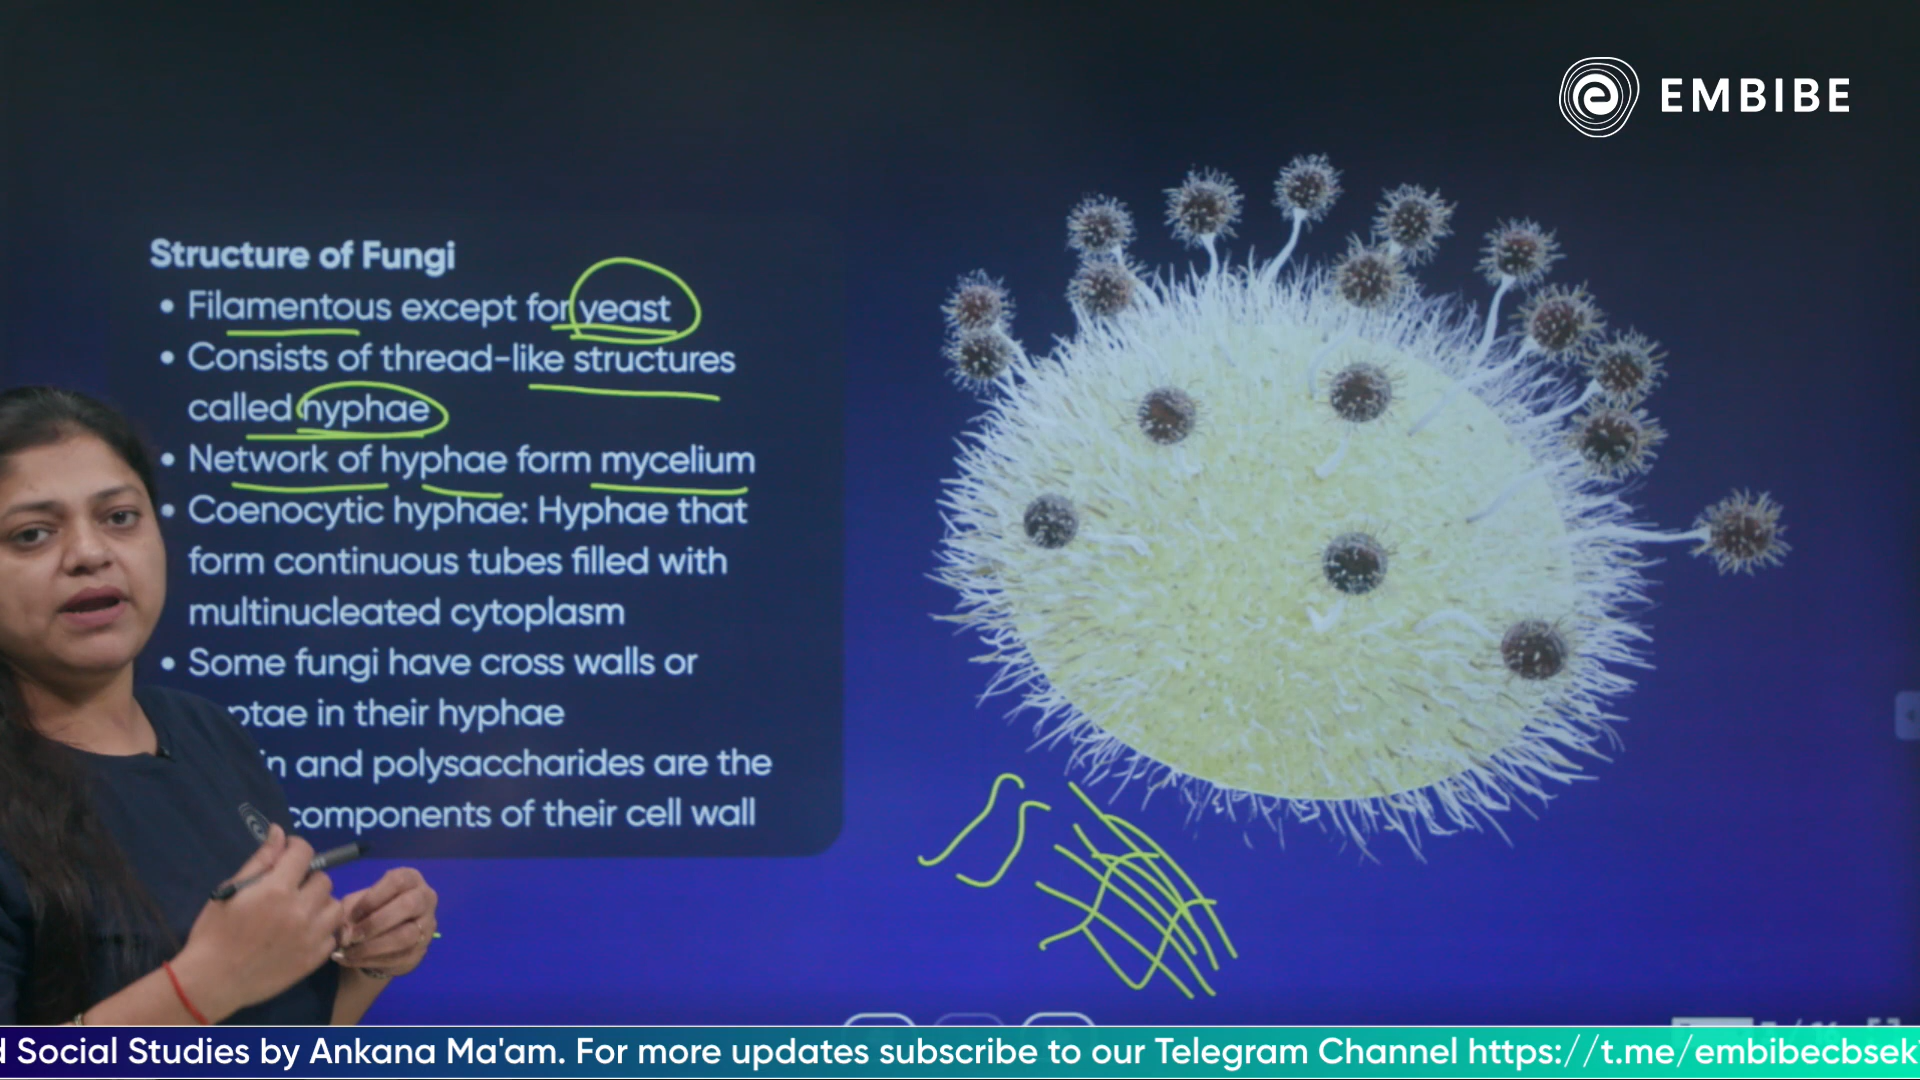 EMBIBE
Structure of Fungi
• Filamentous except for yeast
• Consists of thread-like structures
called hyphae
• Network of hyphae form mycelium
• Coenocytic hyphae: Hyphae that
form continuous tubes filled with
multinucleated cytoplasm
• Some fungi have cross walls or
in their hyphae
and polysaccharides are the
components of their cell wall
Social Studies by Ankana Ma'am. For more updates subscribe to our Telegram Channel https://t.me/embibecbsek